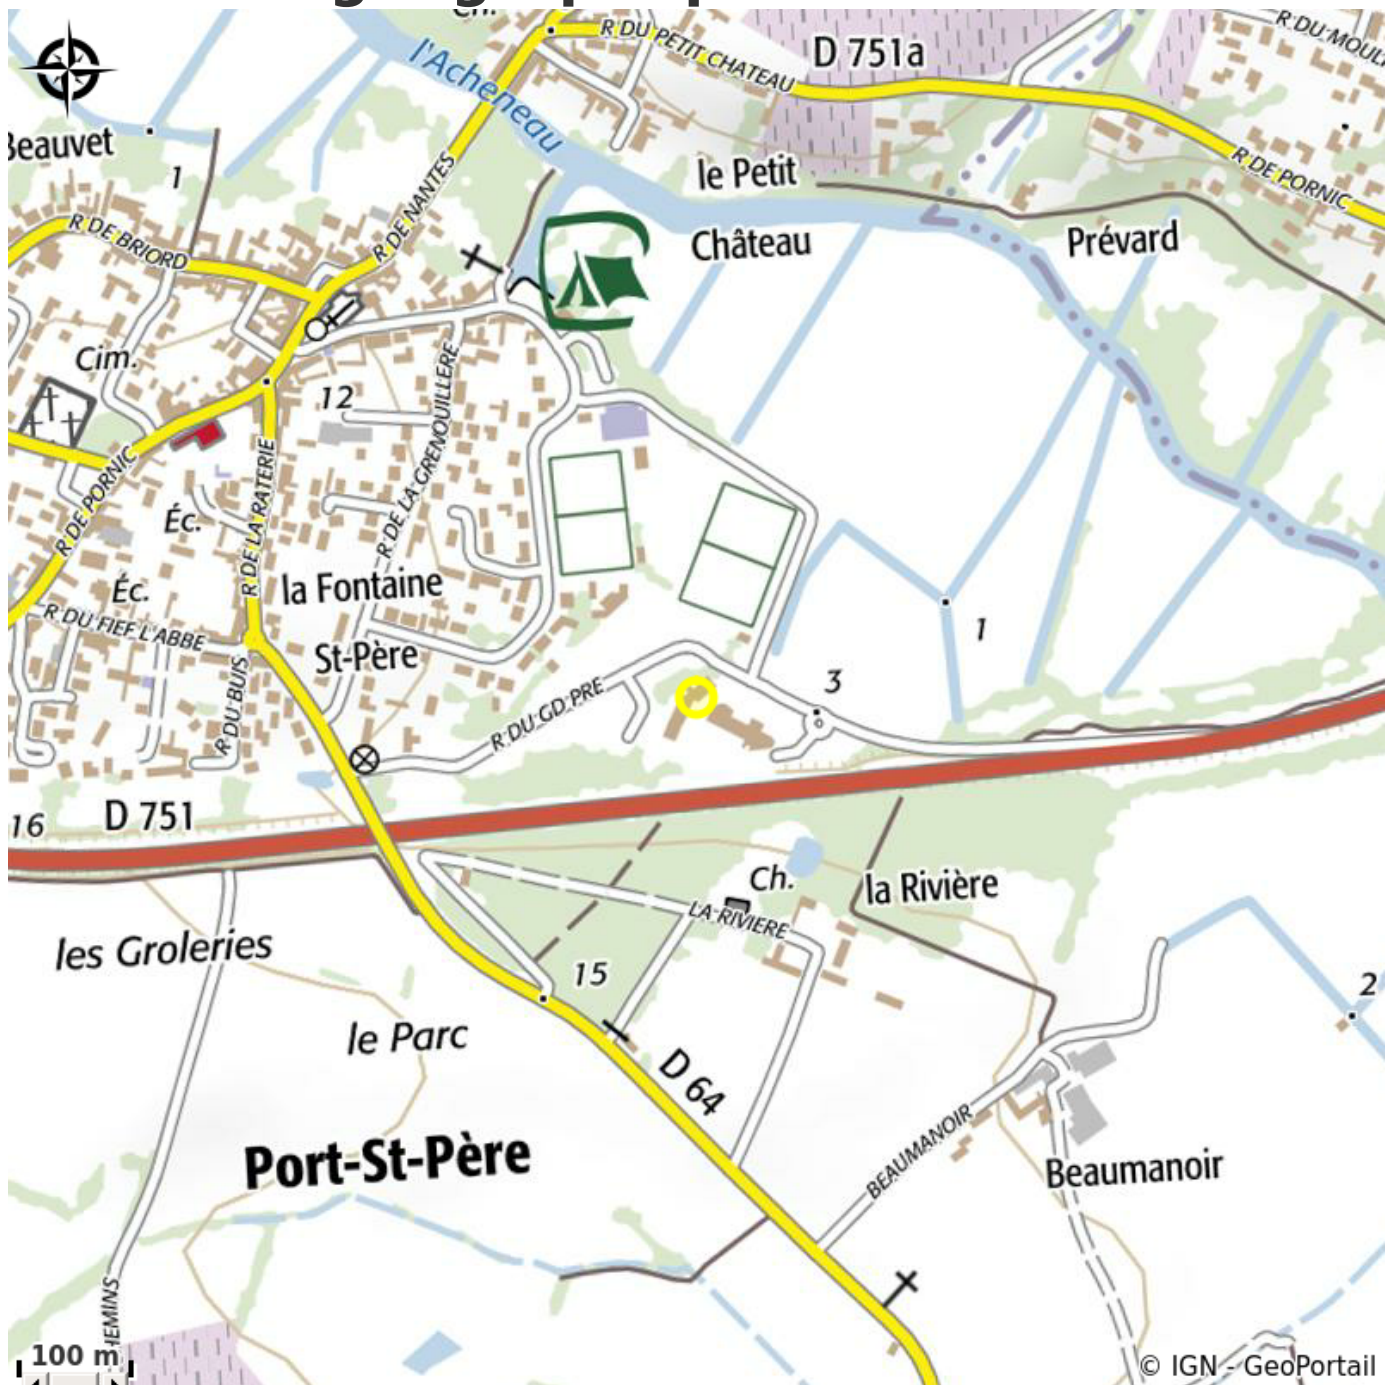 R DU MOULI
R DU PETIT CHATEAU
D 751a
l'Acheneau
Beauvet
1
R DE NANTES
le Petit
Château
R DE PORNIC
Prévard
R DE BRIORD
Cim.
12
R DE LA GRENOUILLERE
R DE PORNIC
R DE LA RATERIE
Éc.
Éc.
la Fontaine
St-Père
R DU FIEF L'ABBE
R DU BUIS
1
3
R DU GD PRE
16
D 751
Ch.
la Rivière
LA RIVIERE
les Groleries
15
2
le Parc
D 64
Port-St-Père
BEAUMANOIR
Beaumanoir
HEMINS
100 m
© IGN - GeoPortail